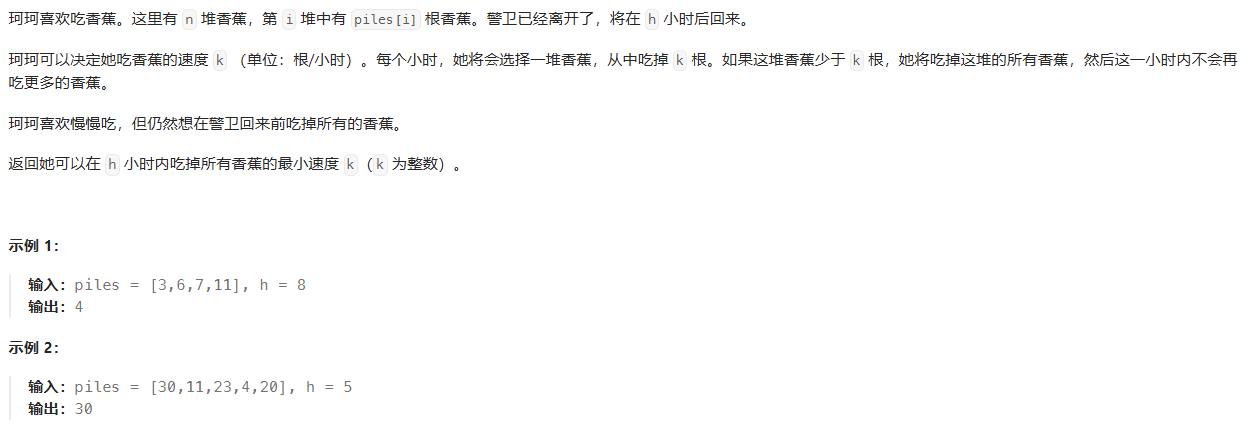 珂珂喜欢吃香蕉。这里有 n 堆香蕉，第 i 堆中有 piles[i] 根香蕉。警卫已经离开了，将在 h 小时后回来。
珂珂可以决定她吃香蕉的速度 k （单位：根/小时）。每个小时，她将会选择一堆香蕉，从中吃掉 k 根。如果这堆香蕉少于 k 根，她将吃掉这堆的所有香蕉，然后这一小时内不会再
吃更多的香蕉。
珂珂喜欢慢慢吃，但仍然想在警卫回来前吃掉所有的香蕉。
返回她可以在 h 小时内吃掉所有香蕉的最小速度 k（k 为整数）。
示例 1：
输入：piles = [3,6,7,11], h = 8
输出：4
示例 2：
输入：piles = [30,11,23,4,20], h = 5
输出：30